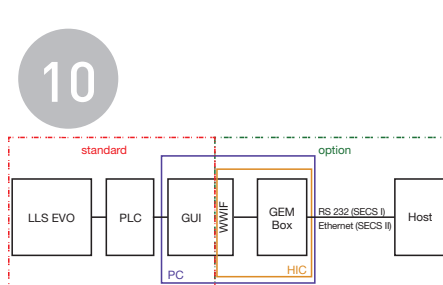 10
standard
option
LLS EVO
PLC
GUI
WWIF
GEM
Box
RS 232 (SECS I)
Ethernet (SECS II)
Host
PC
HIC